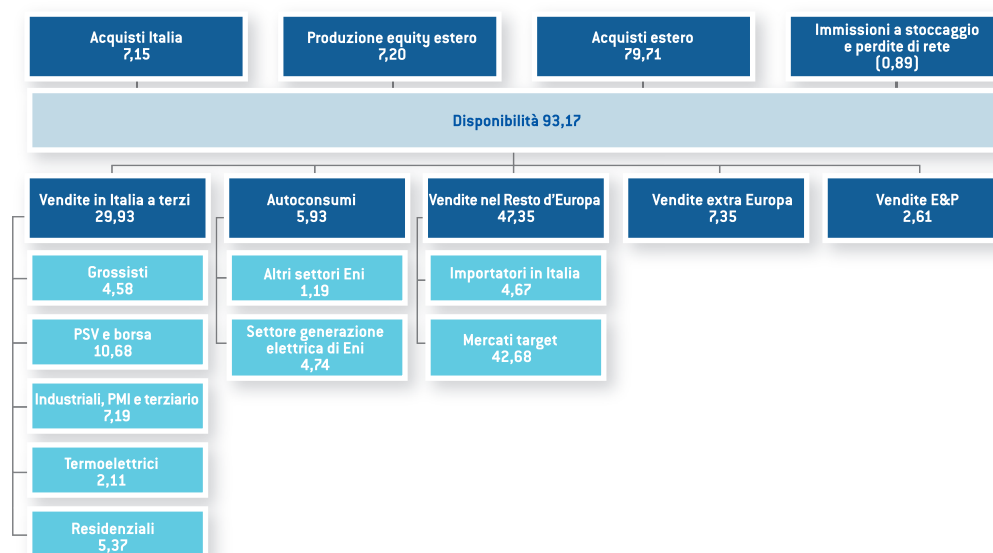 Acquisti Italia
7,15
Produzione equity estero
7,20
Acquisti estero
79,71
Immissioni a stoccaggio
e perdite di rete
(0,89)
Disponibilità 93,17
Vendite in Italia a terzi
29,93
Autoconsumi
5,93
Vendite nel Resto d'Europa
47,35
Vendite extra Europa
7,35
Vendite E&P
2,61
Grossisti
4,58
Altri settori Eni
1,19
Importatori in Italia
4,67
PSV e borsa
10,68
Settore generazione
elettrica di Eni
4,74
Mercati target
42,68
Industriali, PMI e terziario
7,19
Termoelettrici
2,11
Residenziali
5,37